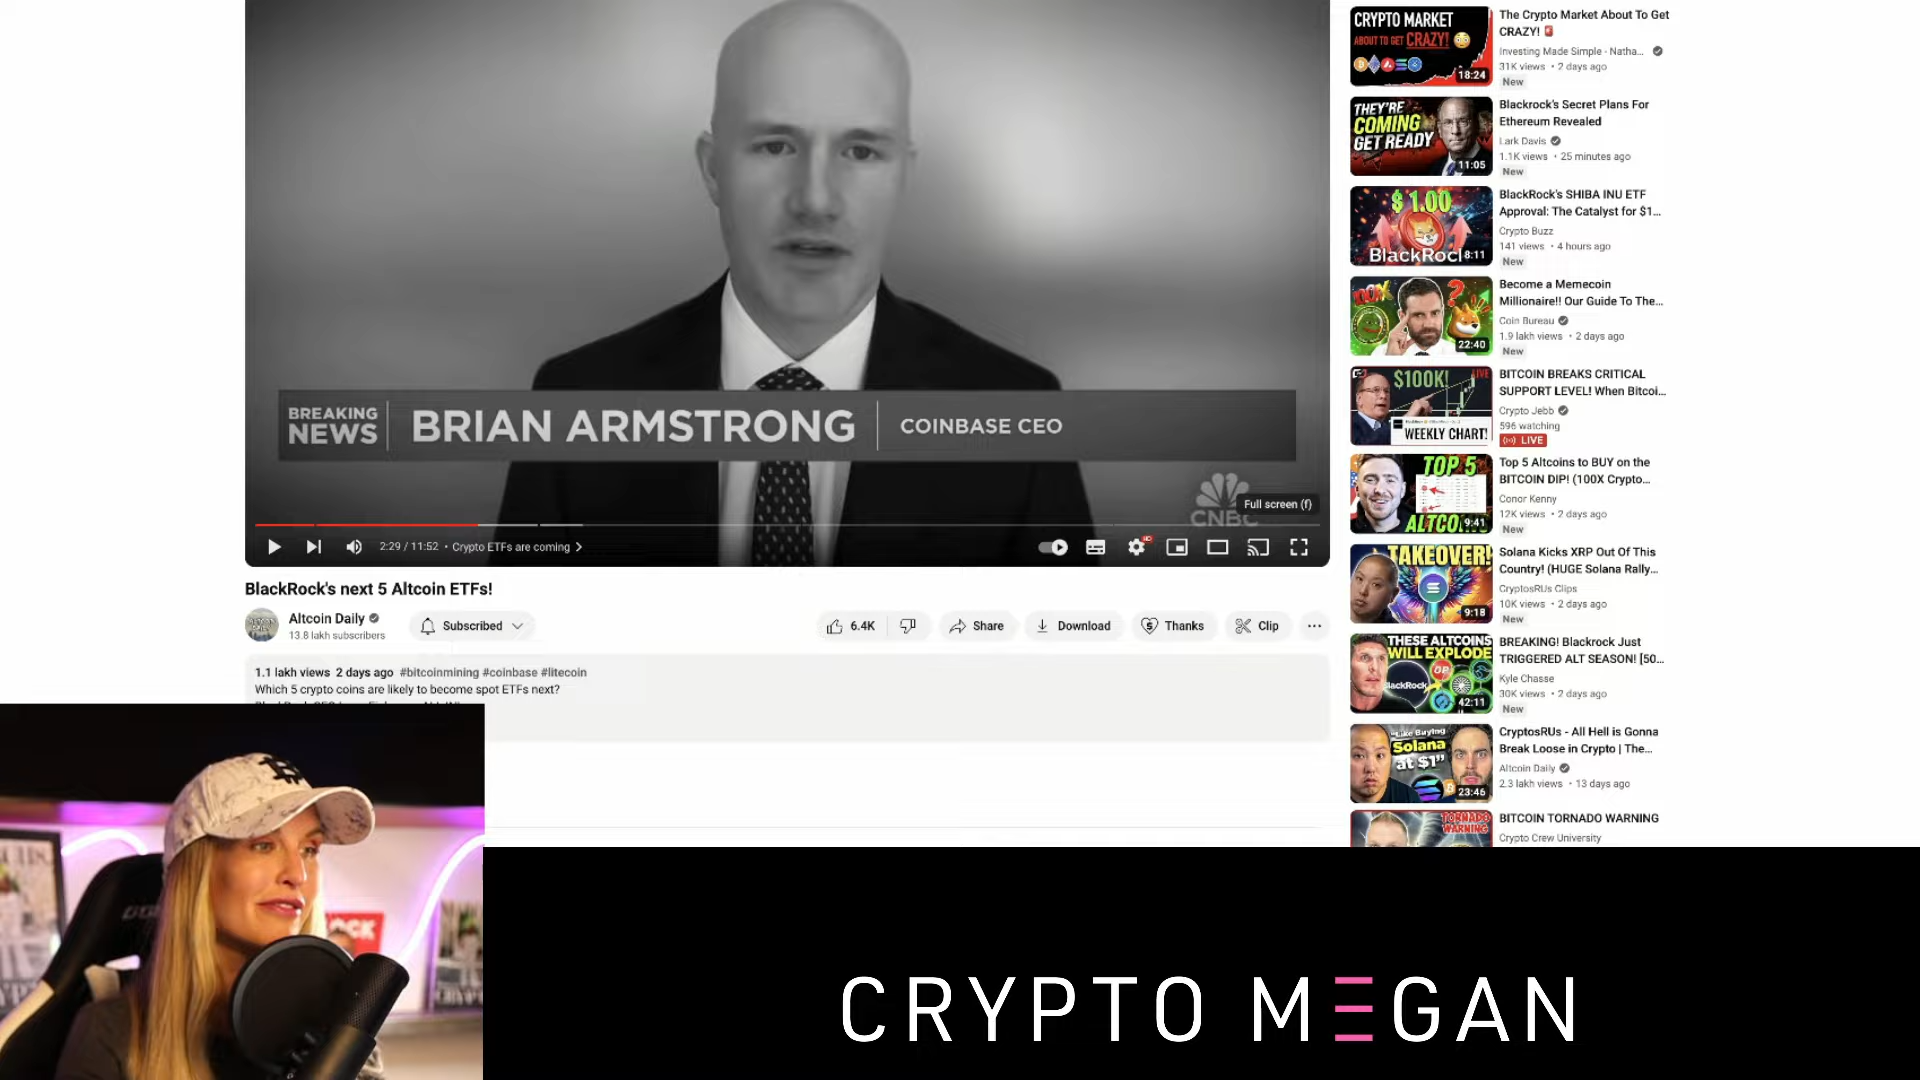 BREAKING
NEWS
BRIAN ARMSTRONG
COINBASE CEO
CNBC
Full screen (f)
2:29 / 11:52 • Crypto ETFs are coming
HD
BlackRock's next 5 Altcoin ETFs!
Altcoin Daily
13.8 lakh subscribers
Subscribed
6.4K
Share
Download
Thanks
Clip
1.1 lakh views 2 days ago #bitcoinmining #coinbase #litecoin
Which 5 crypto coins are likely to become spot ETFs next?
CRYPTO MARKET
ABOUT TO GET CRAZY!
18:24
The Crypto Market About To Get
CRAZY!
Investing Made Simple - Natha...
31K views • 2 days ago
New
THEY'RE
COMING
GET READY
11:05
Blackrock's Secret Plans For
Ethereum Revealed
Lark Davis
1.1K views • 25 minutes ago
New
$ 1.00
BlackRocl
8:11
BlackRock's SHIBA INU ETF
Approval: The Catalyst for $1...
Crypto Buzz
141 views • 4 hours ago
New
100X
?
22:40
Become a Memecoin
Millionaire!! Our Guide To The...
Coin Bureau
1.9 lakh views • 2 days ago
New
$100K!
LIVE
WEEKLY CHART!
BITCOIN BREAKS CRITICAL
SUPPORT LEVEL! When Bitcoi...
Crypto Jebb
596 watching
LIVE
TOP 5
ALTCOI
9:41
Top 5 Altcoins to BUY on the
BITCOIN DIP! (100X Crypto...
Conor Kenny
12K views • 2 days ago
New
TAKEOVER!
9:18
Solana Kicks XRP Out Of This
Country! (HUGE Solana Rally...
CryptosRUs Clips
10K views • 2 days ago
New
THESE ALTCOINS
WILL EXPLODE
BlackRock
OP
42:11
BREAKING! Blackrock Just
TRIGGERED ALT SEASON! [50...
Kyle Chasse
30K views • 2 days ago
New
"Like Buying
Solana
at $1"
23:46
CryptosRUs - All Hell is Gonna
Break Loose in Crypto | The...
Altcoin Daily
2.3 lakh views • 13 days ago
TORNADO
WARNING
BITCOIN TORNADO WARNING
Crypto Crew University
CRYPTO MEGAN